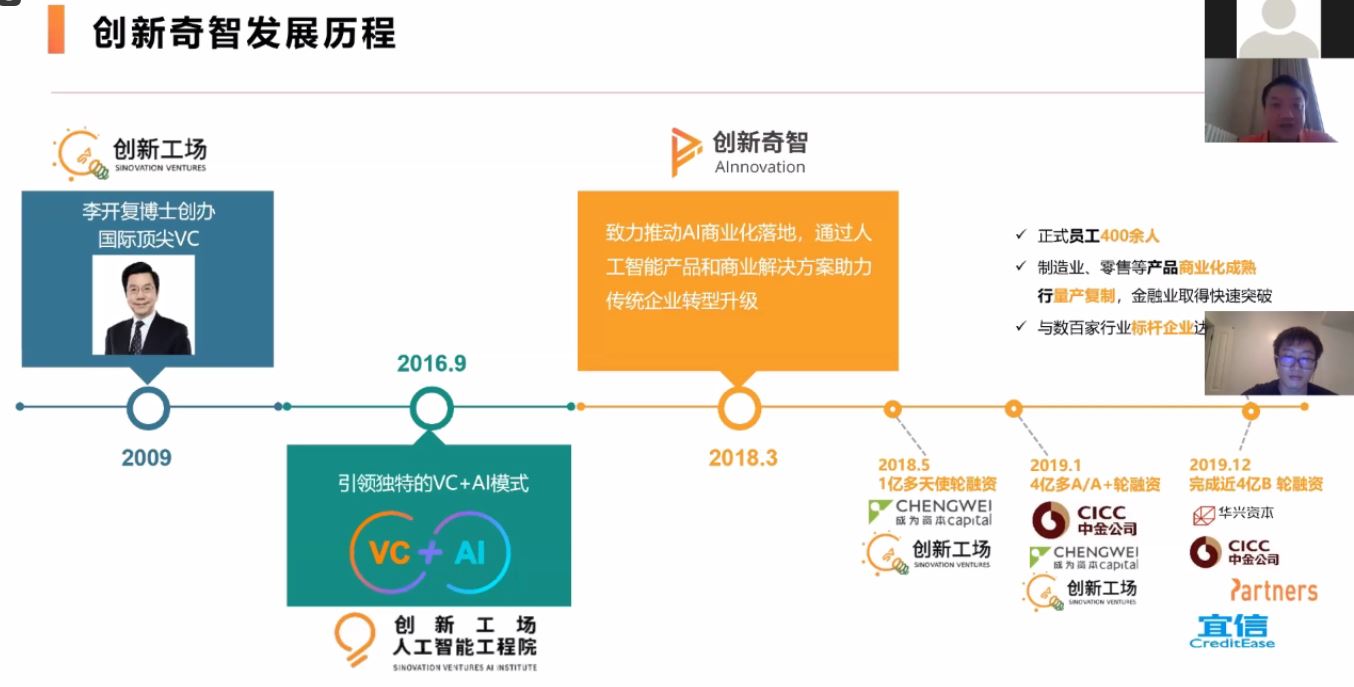 创新奇智发展历程
创新工场
SINOVATION VENTURES
李开复博士创办
国际顶尖VC
2009
2016.9
引领独特的VC+AI模式
VC + AI
创新工场
人工智能工程院
SINOVATION VENTURES AI INSTITUTE
创新奇智
AInnovation
致力推动AI商业化落地，通过人
工智能产品和商业解决方案助力
传统企业转型升级
2018.3
✓ 正式员工400余人
✓ 制造业、零售等产品商业化成熟
行量产复制，金融业取得快速突破
✓ 与数百家行业标杆企业达
2018.5
1亿多天使轮融资
CHENGWEI
成为资本capital
创新工场
SINOVATION VENTURES
2019.1
4亿多A/A+轮融资
CICC
中金公司
CHENGWEI
成为资本capital
创新工场
SINOVATION VENTURES
2019.12
完成近4亿B 轮融资
华兴资本
CICC
中金公司
Partners
宜信
CreditEase